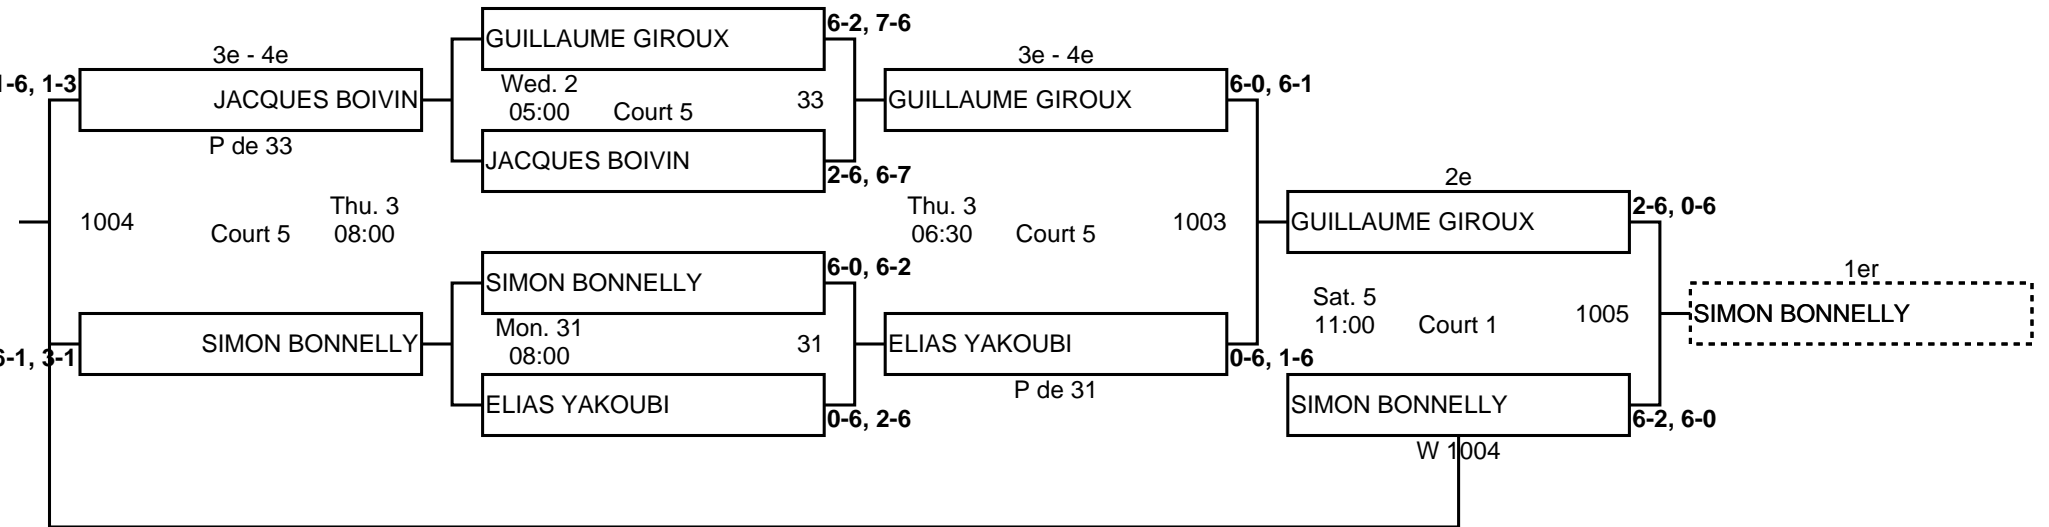 6-2, 7-6
GUILLAUME GIROUX
3e - 4e
3e - 4e
1-6, 1-3
Wed. 2
6-0, 6-1
JACQUES BOIVIN
33
GUILLAUME GIROUX
05:00
Court 5
P de 33
JACQUES BOIVIN
2-6, 6-7
2e
Thu. 3
Thu. 3
2-6, 0-6
1004
1003
GUILLAUME GIROUX
Court 5
08:00
06:30
Court 5
6-0, 6-2
1er
SIMON BONNELLY
Sat. 5
1005
SIMON BONNELLY
Mon. 31
11:00
Court 1
SIMON BONNELLY
31
ELIAS YAKOUBI
08:00
6-1, 3-1
0-6, 1-6
P de 31
ELIAS YAKOUBI
SIMON BONNELLY
0-6, 2-6
6-2, 6-0
W 1004